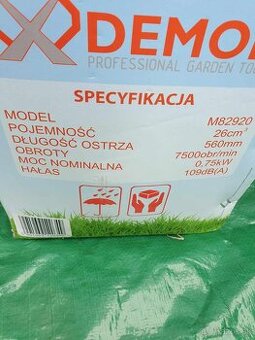 DEMO
PROFESSIONAL GARDEN
SPECYFIKACJA
MODEL M82920
POJEMNOŚĆ 26cm³
DŁUGOŚĆ OSTRZA 560mm
OBROTY 7500obr/min
MOC NOMINALNA 0,75kW
HAŁAS 109dB(A)